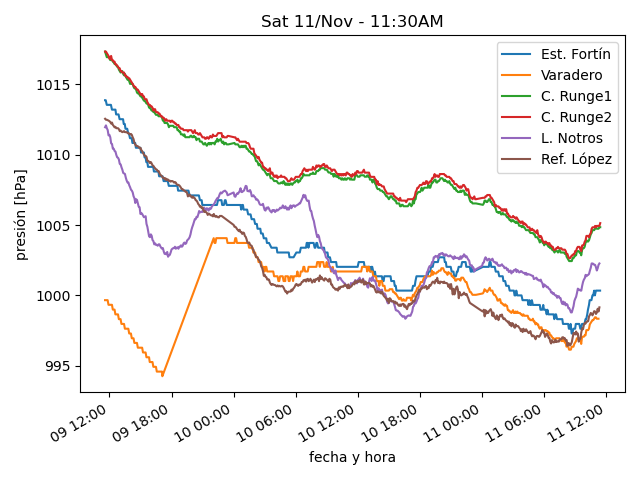 Sat 11/Nov - 11:30AM
Est. Fortín
Varadero
C. Runge1
C. Runge2
L. Notros
Ref. López
presión [hPa]
1015
1010
1005
1000
995
09 12:00
09 18:00
10 00:00
10 06:00
10 12:00
10 18:00
11 00:00
11 06:00
11 12:00
fecha y hora